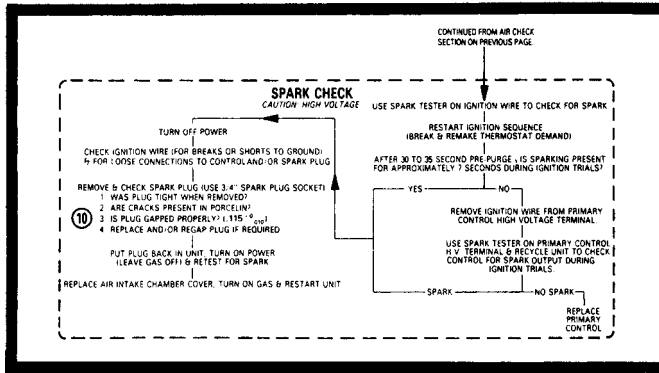 CONTINUED FROM AIR CHECK
SECTION ON PREVIOUS PAGE.
SPARK CHECK
CAUTION: HIGH VOLTAGE
USE SPARK TESTER ON IGNITION WIRE TO CHECK FOR SPARK
RESTART IGNITION SEQUENCE
(BREAK & REMAKE THERMOSTAT DEMAND)
AFTER 30 TO 35 SECOND PRE-PURGE, IS SPARKING PRESENT
FOR APPROXIMATELY 7 SECONDS DURING IGNITION TRIALS?
YES
NO
REMOVE IGNITION WIRE FROM PRIMARY
CONTROL HIGH VOLTAGE TERMINAL.
USE SPARK TESTER ON PRIMARY CONTROL
H.V. TERMINAL & RECYCLE UNIT TO CHECK
CONTROL FOR SPARK OUTPUT DURING
IGNITION TRIALS.
SPARK
NO SPARK
REPLACE
PRIMARY
CONTROL
TURN OFF POWER
CHECK IGNITION WIRE (FOR BREAKS OR SHORTS TO GROUND)
& FOR LOOSE CONNECTIONS TO CONTROL AND/OR SPARK PLUG
REMOVE & CHECK SPARK PLUG (USE 3/4" SPARK PLUG SOCKET)
1 WAS PLUG TIGHT WHEN REMOVED?
2 ARE CRACKS PRESENT IN PORCELIN?
10
3 IS PLUG GAPPED PROPERLY? (.115 +0 -.010)
4 REPLACE AND/OR REGAP PLUG IF REQUIRED
PUT PLUG BACK IN UNIT, TURN ON POWER
(LEAVE GAS OFF) & RETEST FOR SPARK
REPLACE AIR INTAKE CHAMBER COVER, TURN ON GAS & RESTART UNIT